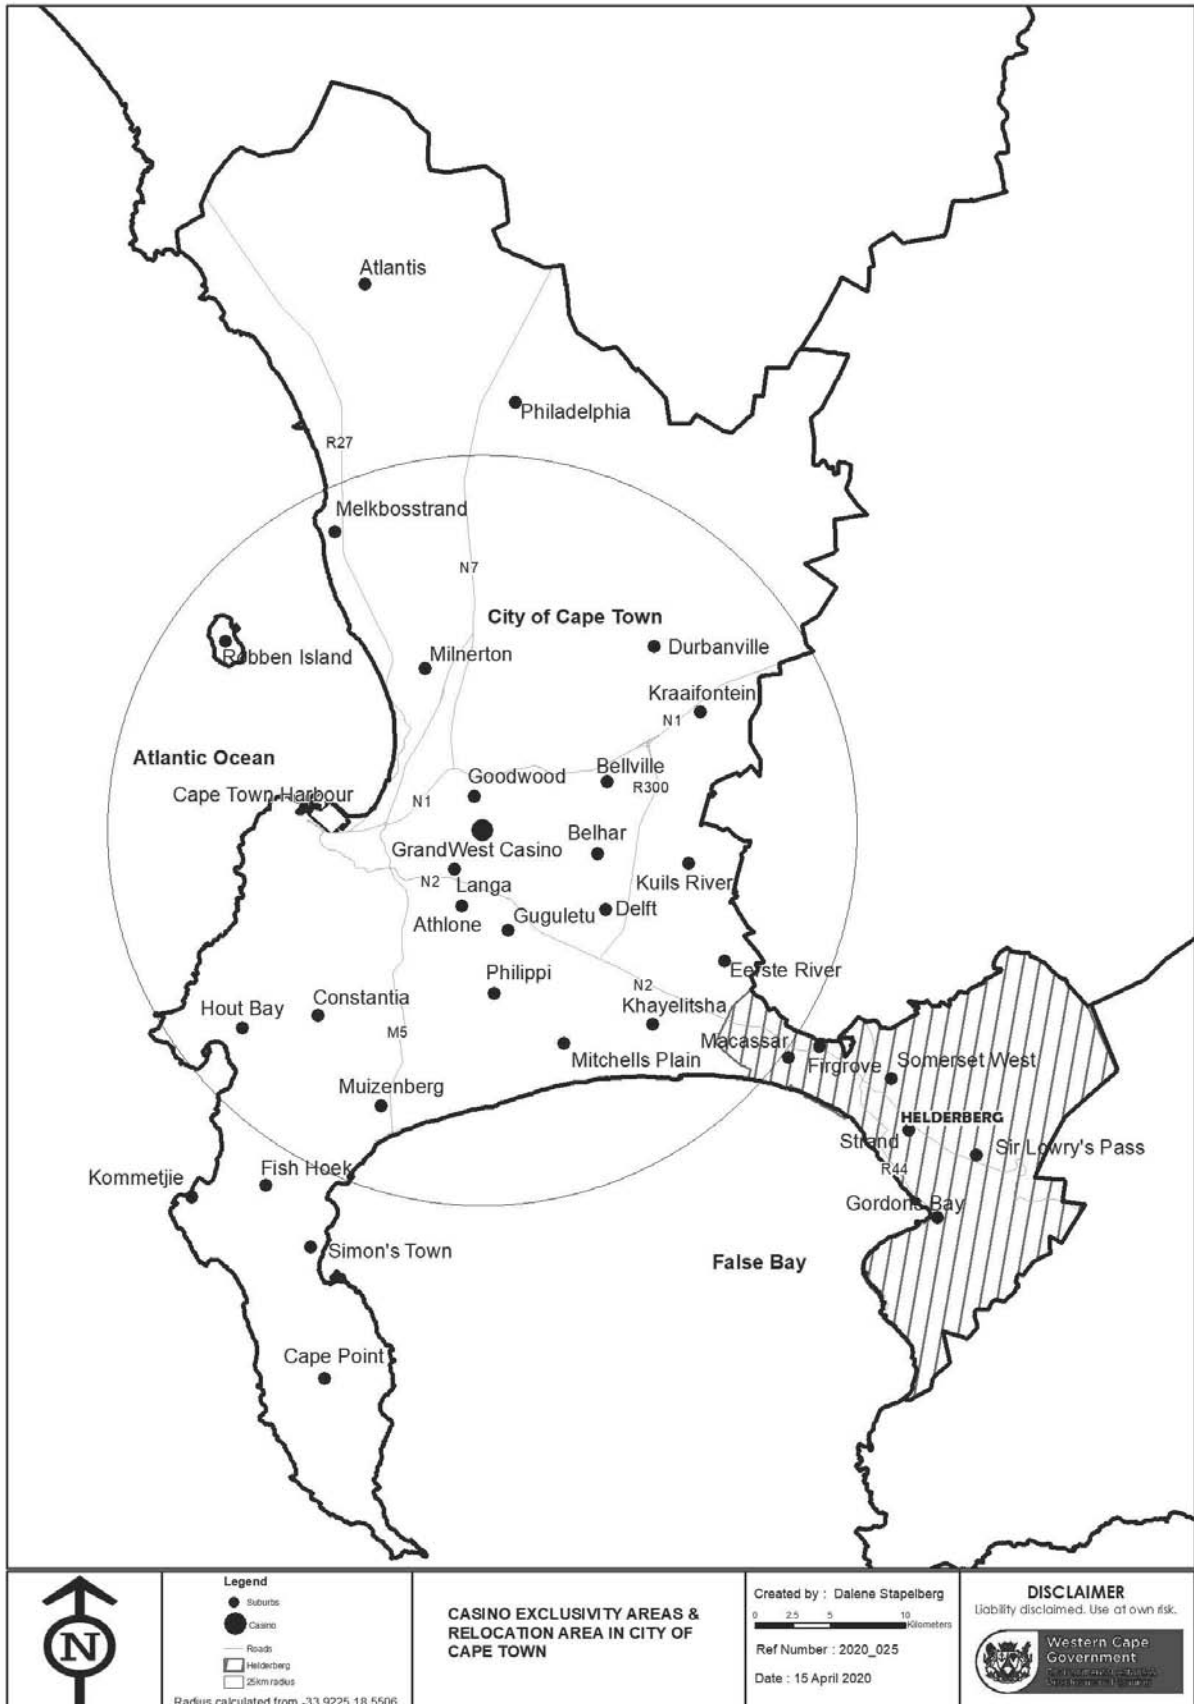 Atlantis
Philadelphia
R27
Melkbosstrand
N7
City of Cape Town
Durbanville
Robben Island
Milnerton
Kraaifontein
N1
Atlantic Ocean
Bellville
Goodwood
R300
Cape Town Harbour
N1
Belhar
GrandWest Casino
N2
Langa
Kuils River
Athlone
Guguletu
Delft
Eerste River
Philippi
N2
Hout Bay
Constantia
Khayelitsha
M5
Macassar
Mitchells Plain
Firgrove
Somerset West
Muizenberg
HELDERBERG
Strand
Sir Lowry's Pass
Kommetjie
Fish Hoek
R44
Gordons Bay
Simon's Town
False Bay
Cape Point
N
Legend
Suburbs
Casino
Roads
Helderberg
25km radius
Radius calculated from -33.9225 18.5506
CASINO EXCLUSIVITY AREAS &
RELOCATION AREA IN CITY OF
CAPE TOWN
Created by : Dalene Stapelberg
0 2.5 5 10
Kilometers
Ref Number : 2020_025
Date : 15 April 2020
DISCLAIMER
Liability disclaimed. Use at own risk.
Western Cape
Government